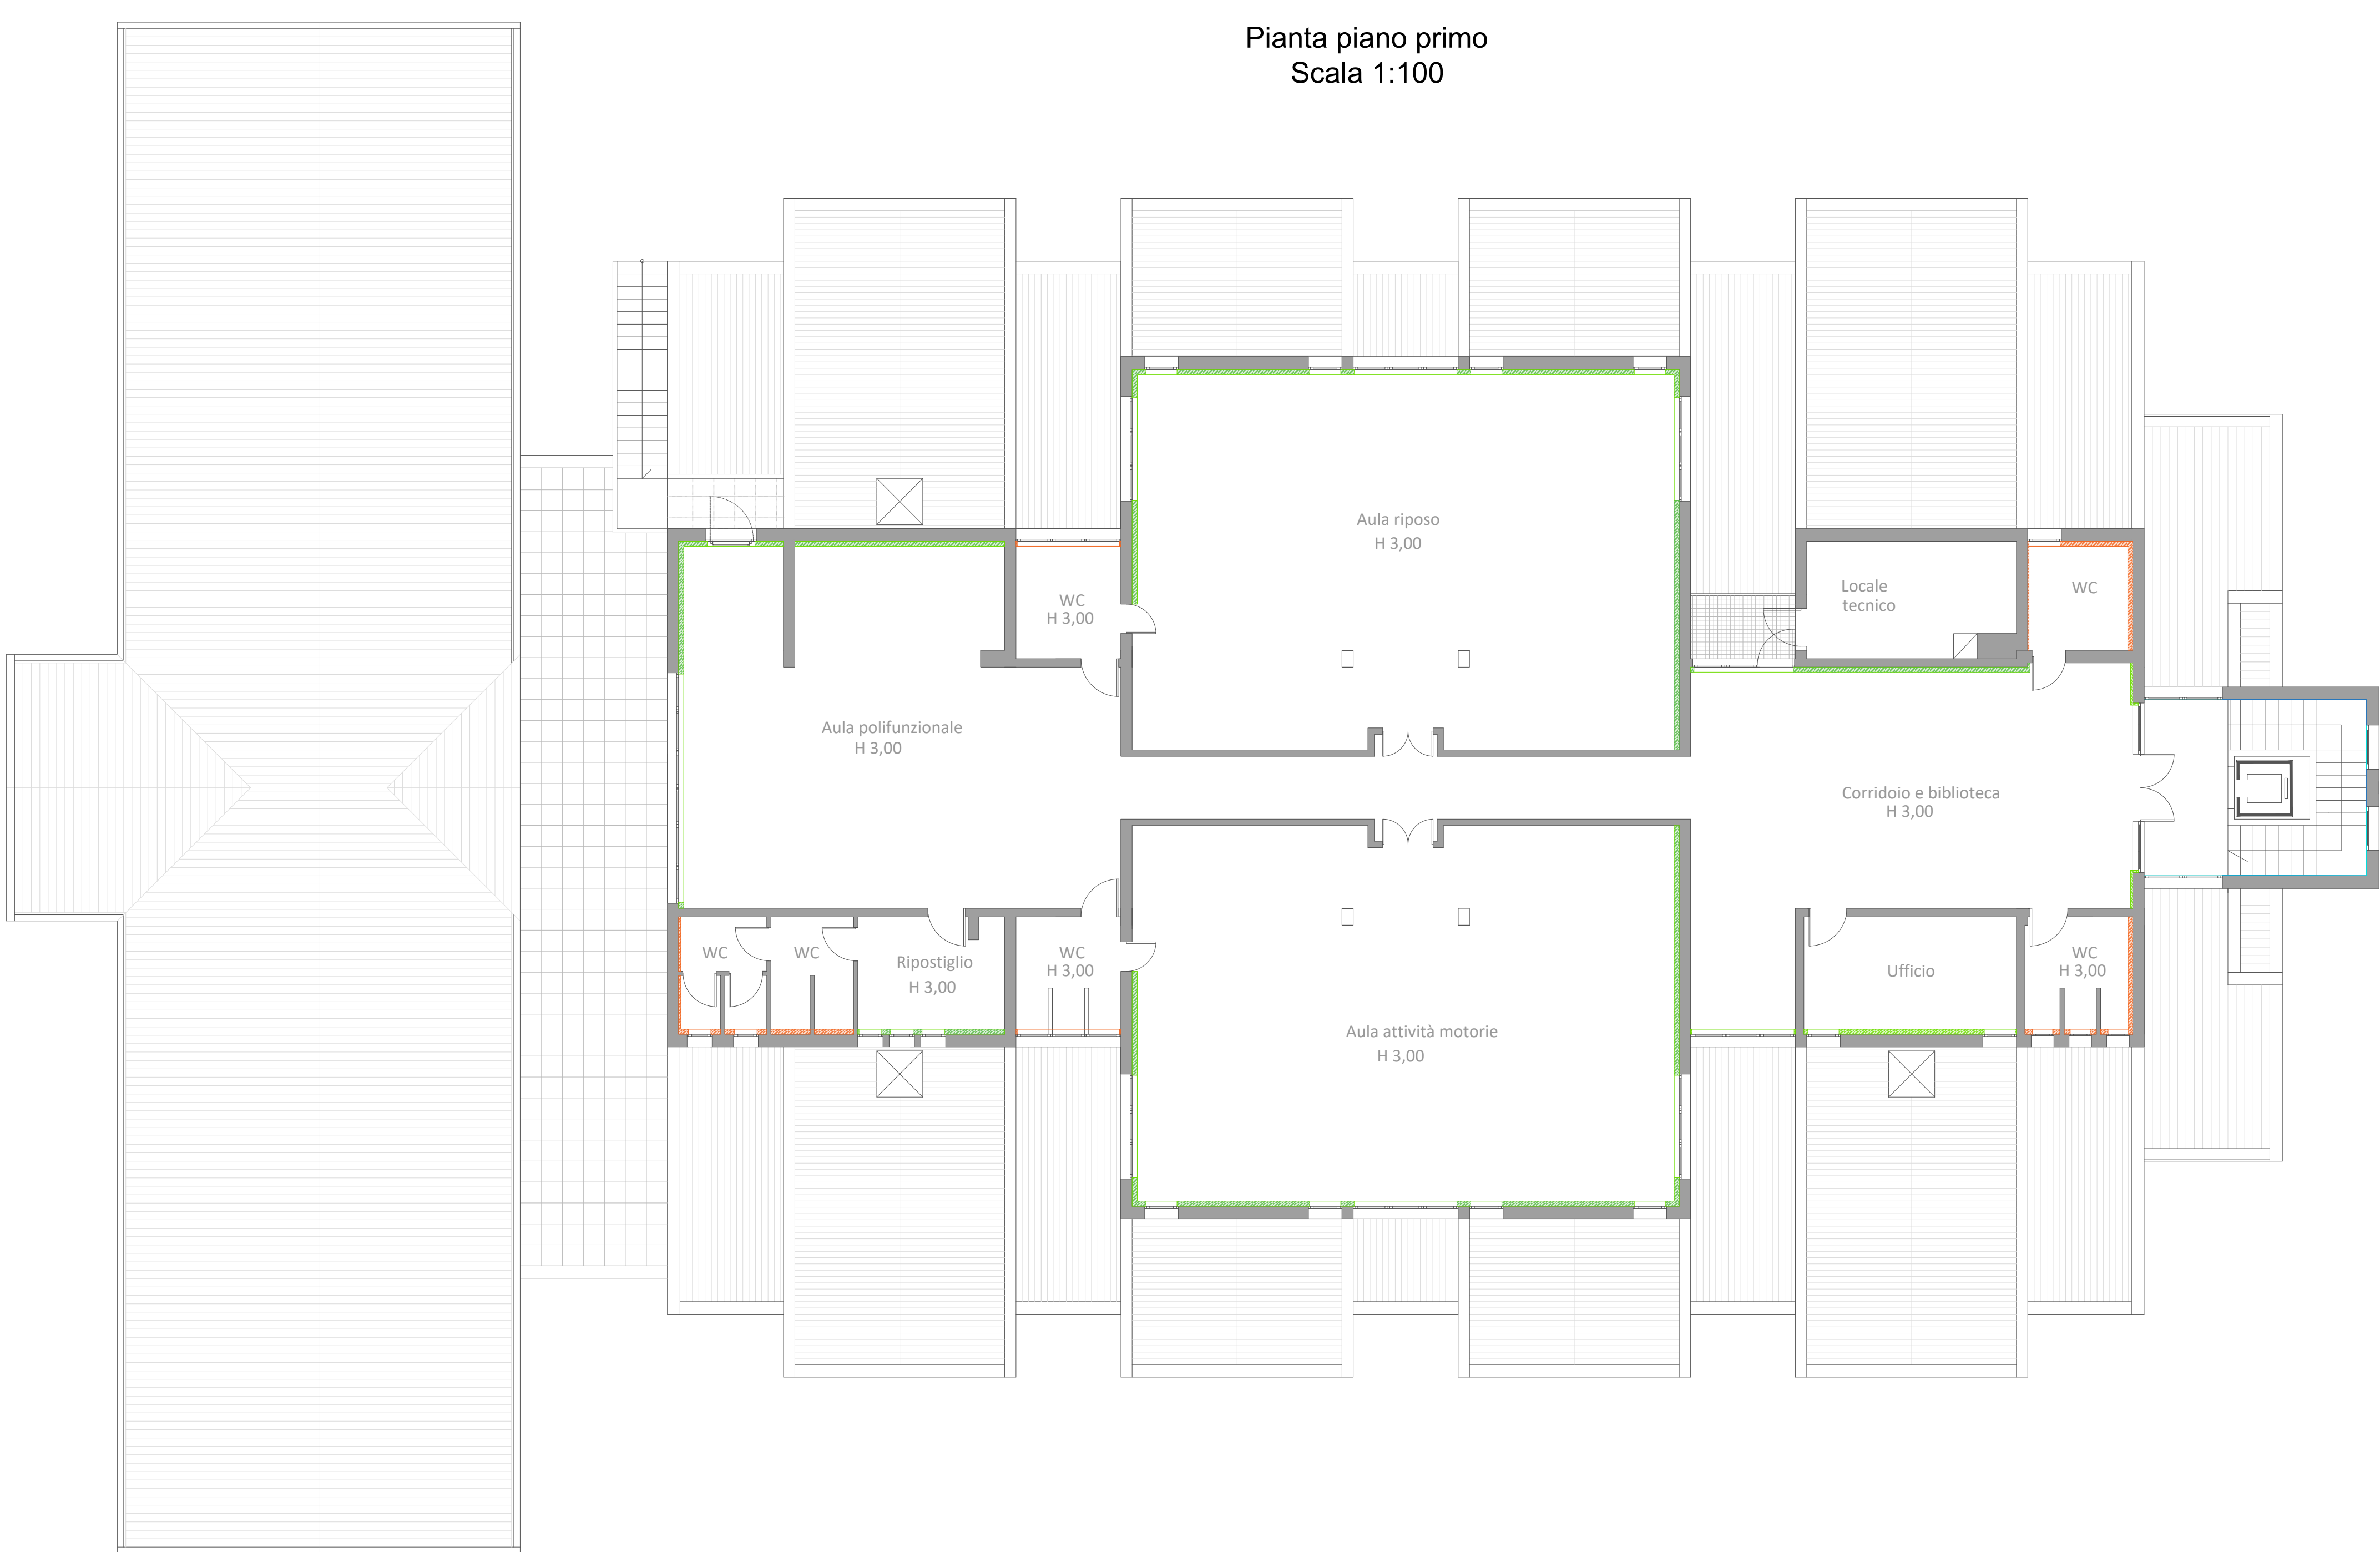 Pianta piano primo
Scala 1:100
Aula riposo
H 3,00
WC
H 3,00
Locale
tecnico
WC
Aula polifunzionale
H 3,00
Corridoio e biblioteca
H 3,00
WC
WC
Ripostiglio
H 3,00
WC
H 3,00
Ufficio
WC
H 3,00
Aula attività motorie
H 3,00